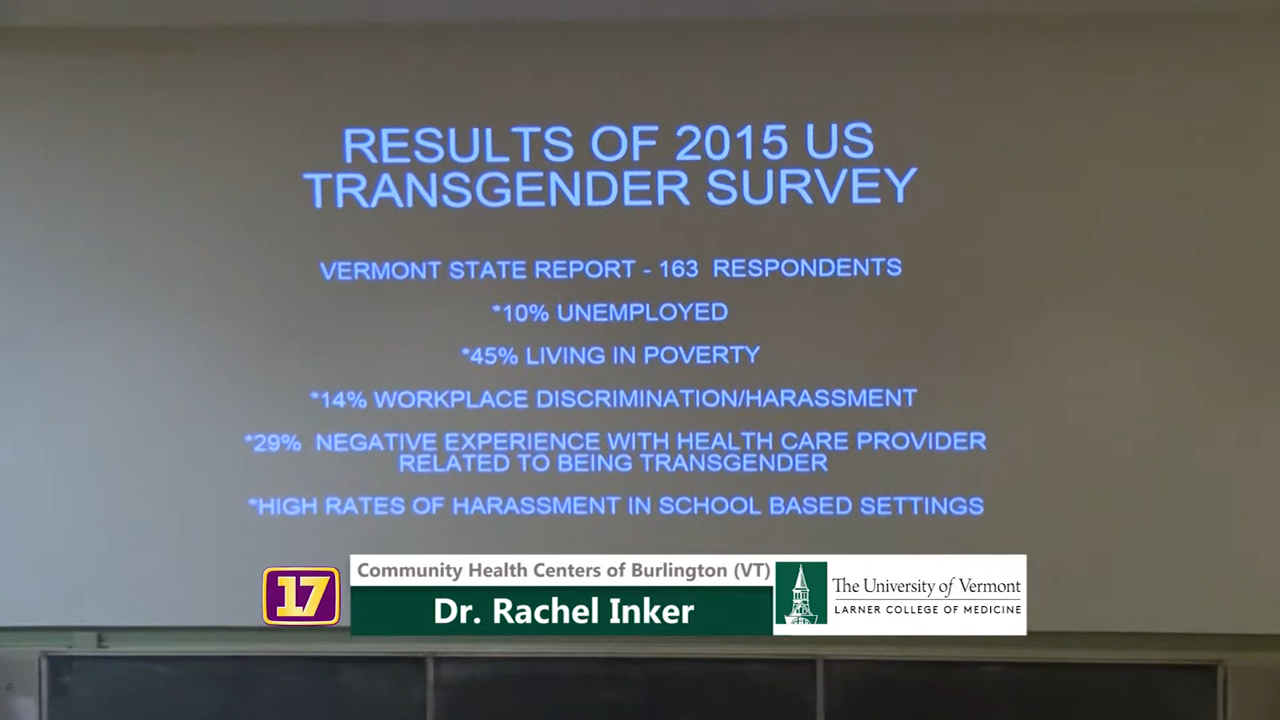 RESULTS OF 2015 US
TRANSGENDER SURVEY
VERMONT STATE REPORT - 163 RESPONDENTS
*10% UNEMPLOYED
*45% LIVING IN POVERTY
*14% WORKPLACE DISCRIMINATION/HARASSMENT
*29% NEGATIVE EXPERIENCE WITH HEALTH CARE PROVIDER
RELATED TO BEING TRANSGENDER
*HIGH RATES OF HARASSMENT IN SCHOOL BASED SETTINGS
17
Community Health Centers of Burlington (VT)
Dr. Rachel Inker
The University of Vermont
LARNER COLLEGE OF MEDICINE